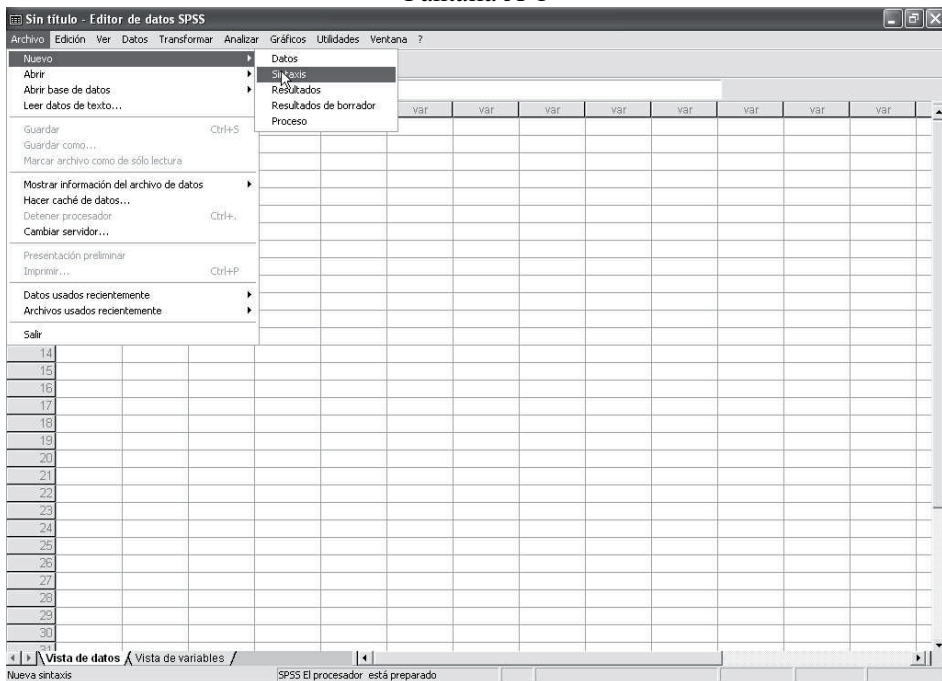 Sin título - Editor de datos SPSS
Archivo Edición Ver Datos Transformar Analizar Gráficos Utilidades Ventana ?
Nuevo
Abrir
Abrir base de datos
Leer datos de texto...
Guardar Ctrl+S
Guardar como...
Marcar archivo como de sólo lectura
Mostrar información del archivo de datos
Hacer caché de datos...
Detener procesador Ctrl+.
Cambiar servidor...
Presentación preliminar
Imprimir... Ctrl+P
Datos usados recientemente
Archivos usados recientemente
Salir
Datos
Sintaxis
Resultados
Resultados de borrador
Proceso
var var var var var var var var
14
15
16
17
18
19
20
21
22
23
24
25
26
27
28
29
30
31
Vista de datos Vista de variables
Nueva sintaxis SPSS El procesador está preparado